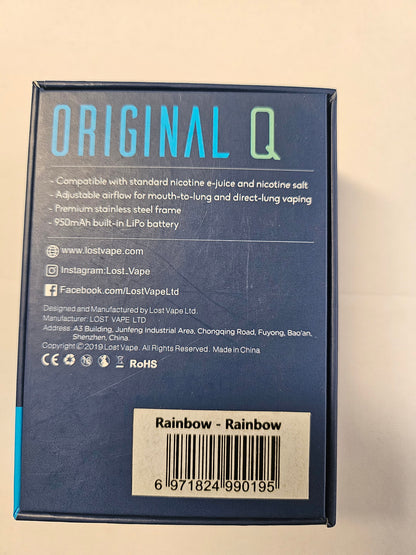 ORIGINAL Q
- Compatible with standard nicotine e-juice and nicotine salt
- Adjustable airflow for mouth-to-lung and direct-lung vaping
- Premium stainless steel frame
- 950mAh built-in LiPo battery
www.lostvape.com
Instagram:Lost_Vape
Facebook.com/LostVapeLtd
Designed and Manufactured by Lost Vape Ltd.
Manufacturer: LOST VAPE LTD
Address: A3 Building, Junfeng Industrial Area, Chongqing Road, Fuyong, Bao'an,
Shenzhen, China.
Copyright © 2019 Lost Vape. All Rights Reserved. Made in China
CE RoHS
Rainbow - Rainbow
6 971824 990195